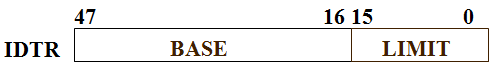 47 16 15 0
IDTR BASE LIMIT